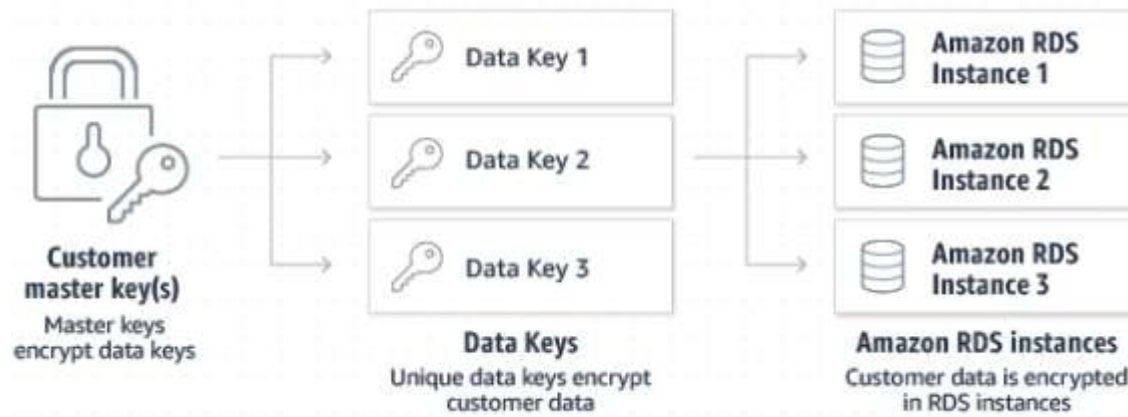 Customer
master key(s)
Master keys
encrypt data keys
Data Key 1
Data Key 2
Data Key 3
Data Keys
Unique data keys encrypt
customer data
Amazon RDS
Instance 1
Amazon RDS
Instance 2
Amazon RDS
Instance 3
Amazon RDS instances
Customer data is encrypted
in RDS instances